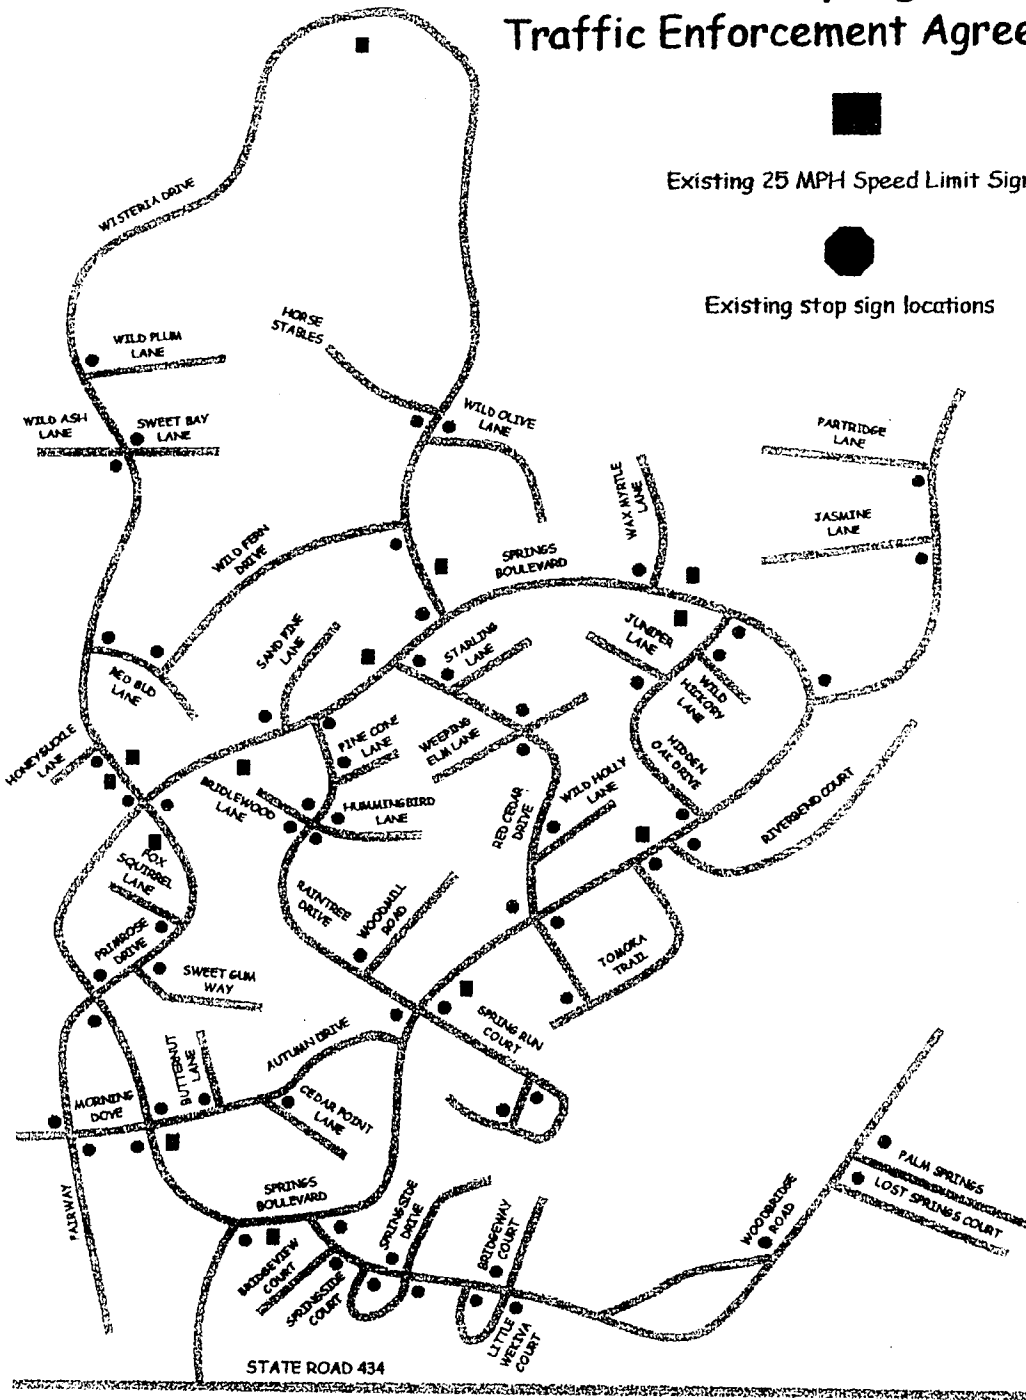 Traffic Enforcement Agree
Existing 25 MPH Speed Limit Sign
Existing stop sign locations
WISTERIA DRIVE
HORSE
STABLES
WILD PLUM
LANE
WILD ASH
LANE
SWEET BAY
LANE
WILD OLIVE
LANE
PARTRIDGE
LANE
WAX MYRTLE
LANE
JASMINE
LANE
WILD FERN
DRIVE
SPRINGS
BOULEVARD
SAND PINE
LANE
STARLING
LANE
JUNIPER
LANE
RED BUD
LANE
WILD
HICKORY
LANE
HONEYSUCKLE
LANE
PINE CONE
LANE
WEEPING
ELM LANE
HIDDEN
OAK DRIVE
BRIDLEWOOD
LANE
HUMMINGBIRD
LANE
RED CEDAR
DRIVE
WILD HOLLY
LANE
RIVERBEND COURT
FOX
SQUIRREL
LANE
RAINTREE
DRIVE
WOODMILL
ROAD
PRIMROSE
DRIVE
SWEET GUM
WAY
TOMOKA
TRAIL
SPRING RUN
COURT
AUTUMN DRIVE
BUTTERNUT
LANE
MORNING
DOVE
CEDAR POINT
LANE
FAIRWAY
SPRINGS
BOULEVARD
SPRINGSIDE
DRIVE
BRIDGEWAY
COURT
WOODBRIDGE
ROAD
PALM SPRINGS
LOST SPRINGS COURT
BRIDGEVIEW
COURT
SPRINGSIDE
COURT
LITTLE
WEKIVA
COURT
STATE ROAD 434